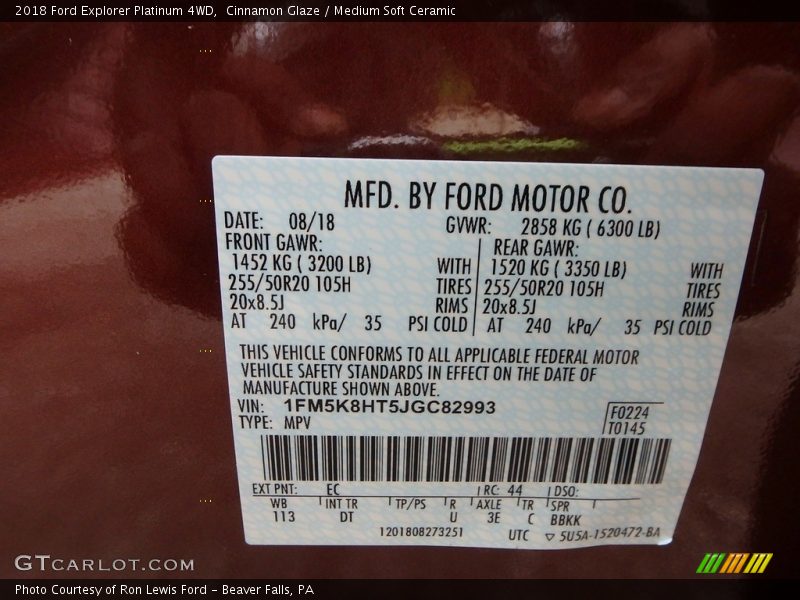 2018 Ford Explorer Platinum 4WD,  Cinnamon Glaze / Medium Soft Ceramic
MFD. BY FORD MOTOR CO.
DATE: 08/18 GVWR: 2858 KG ( 6300 LB)
FRONT GAWR: REAR GAWR:
1452 KG ( 3200 LB) WITH 1520 KG ( 3350 LB) WITH
255/50R20 105H TIRES 255/50R20 105H TIRES
20x8.5J RIMS 20x8.5J RIMS
AT 240 kPa/ 35 PSI COLD AT 240 kPa/ 35 PSI COLD
THIS VEHICLE CONFORMS TO ALL APPLICABLE FEDERAL MOTOR
VEHICLE SAFETY STANDARDS IN EFFECT ON THE DATE OF
MANUFACTURE SHOWN ABOVE.
VIN: 1FM5K8HT5JGC82993 F0224
TYPE: MPV T0145
EXT PNT: EC RC: 44 DSO:
WB INT TR TP/PS R AXLE TR SPR
113 DT U 3E C BBKK
1201808273251 UTC ▽ 5U5A-1520472-BA
GTCARLOT.COM
Photo Courtesy of Ron Lewis Ford - Beaver Falls, PA